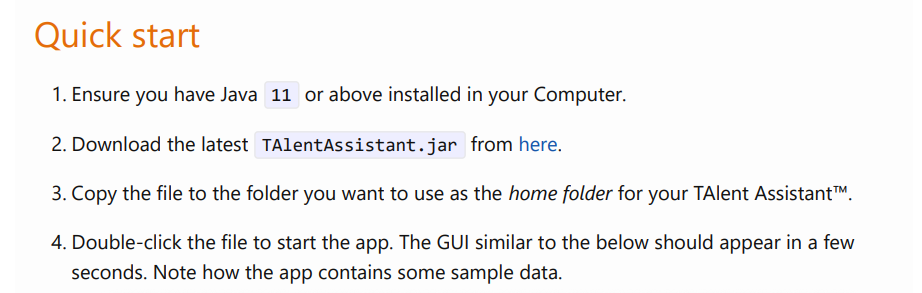 Quick start
1. Ensure you have Java 11 or above installed in your Computer.
2. Download the latest TAlentAssistant.jar from here.
3. Copy the file to the folder you want to use as the home folder for your TAlent Assistant™.
4. Double-click the file to start the app. The GUI similar to the below should appear in a few
seconds. Note how the app contains some sample data.